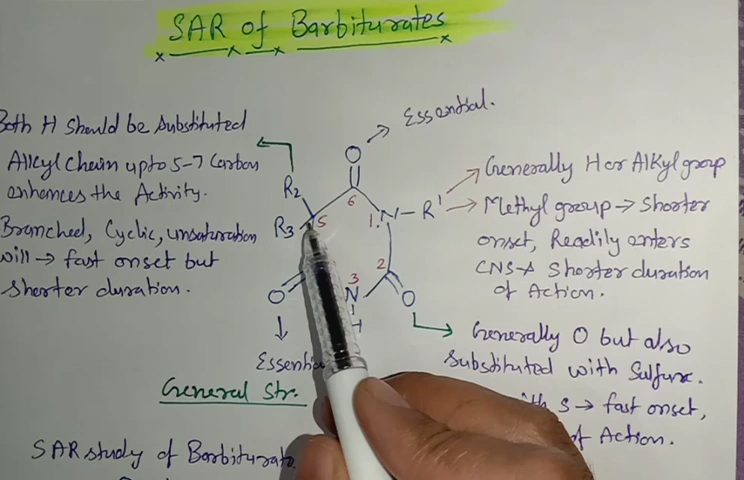 SAR of Barbiturates
Both H should be substituted
Alkyl chain upto 5-7 Carbon
enhances the Activity.
Branched, Cyclic, unsaturation
will → fast onset but
shorter duration.
Essential.
O
R2
R3
5
6
1
N - R'
2
3
N
H
O
O
Generally H or Alkyl group
Methyl group → Shorter
onset, Readily enters
CNS → Shorter duration
of Action.
Generally O but also
substituted with Sulfur.
S → fast onset,
of Action.
General Str.
SAR study of Barbiturate